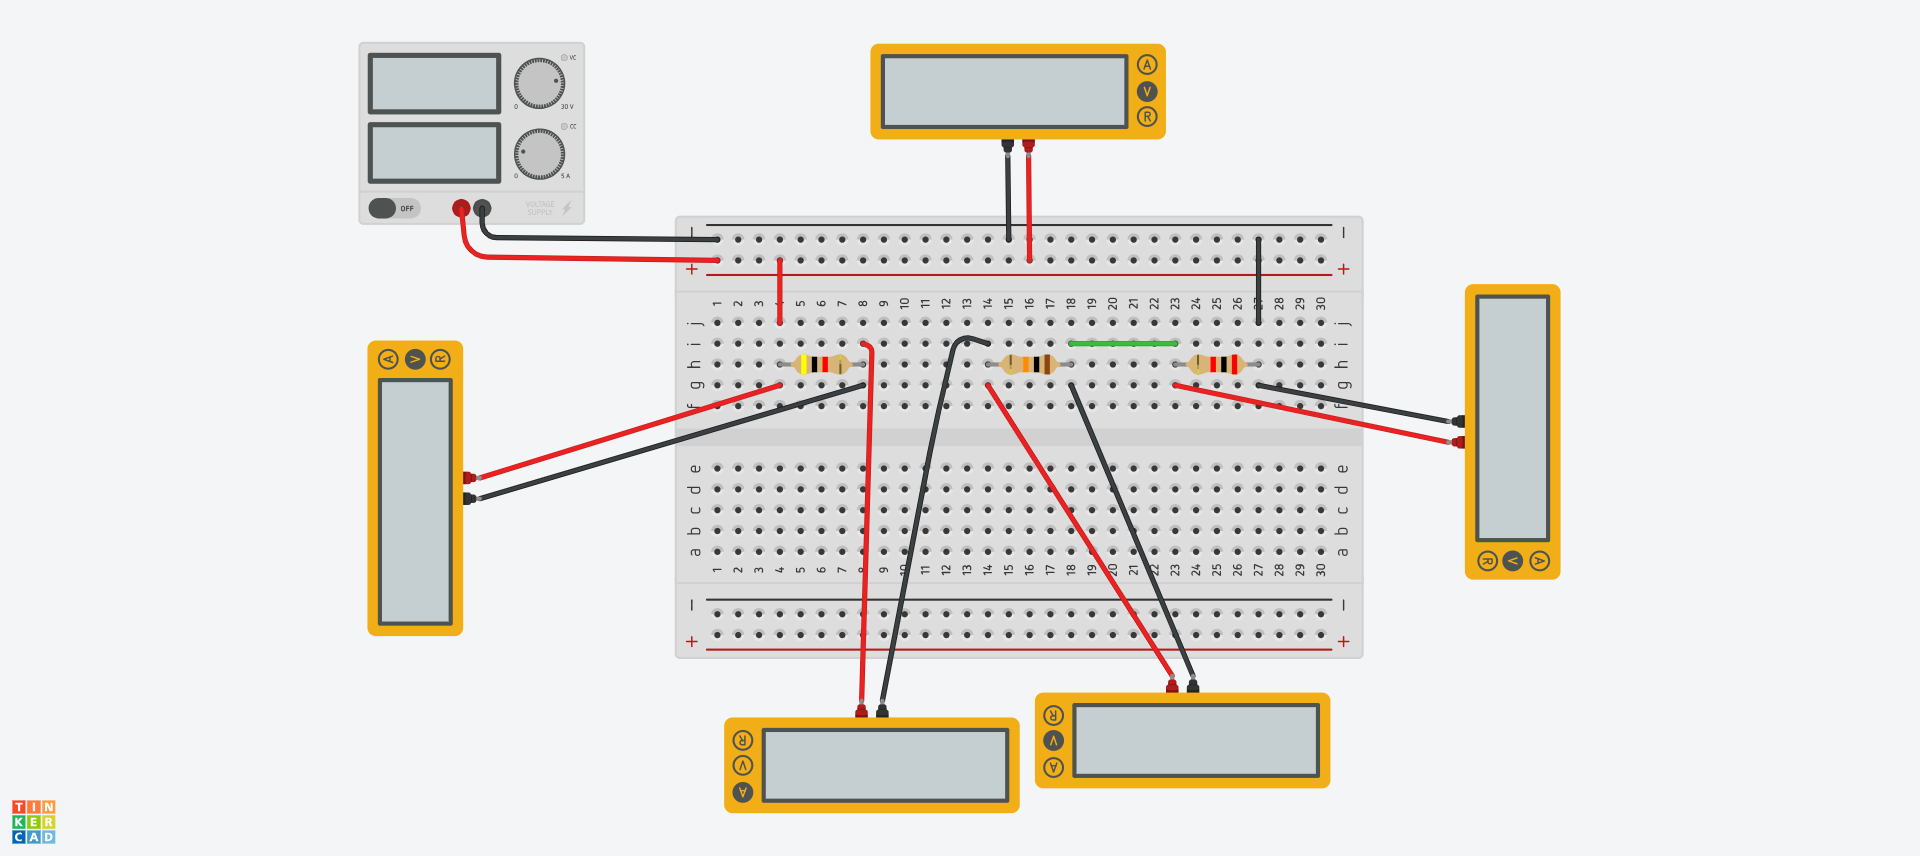 VC
0 30 V
CC
0 5 A
OFF
VOLTAGE
SUPPLY
A
V
R
− −
+ +
1 2 3 4 5 6 7 8 9 10 11 12 13 14 15 16 17 18 19 20 21 22 23 24 25 26 27 28 29 30
j j
i i
h h
g g
f f
e e
d d
c c
b b
a a
1 2 3 4 5 6 7 8 9 10 11 12 13 14 15 16 17 18 19 20 21 22 23 24 25 26 27 28 29 30
− −
+ +
A V R
R V A
R
V
A
R
V
A
TIN
KER
CAD